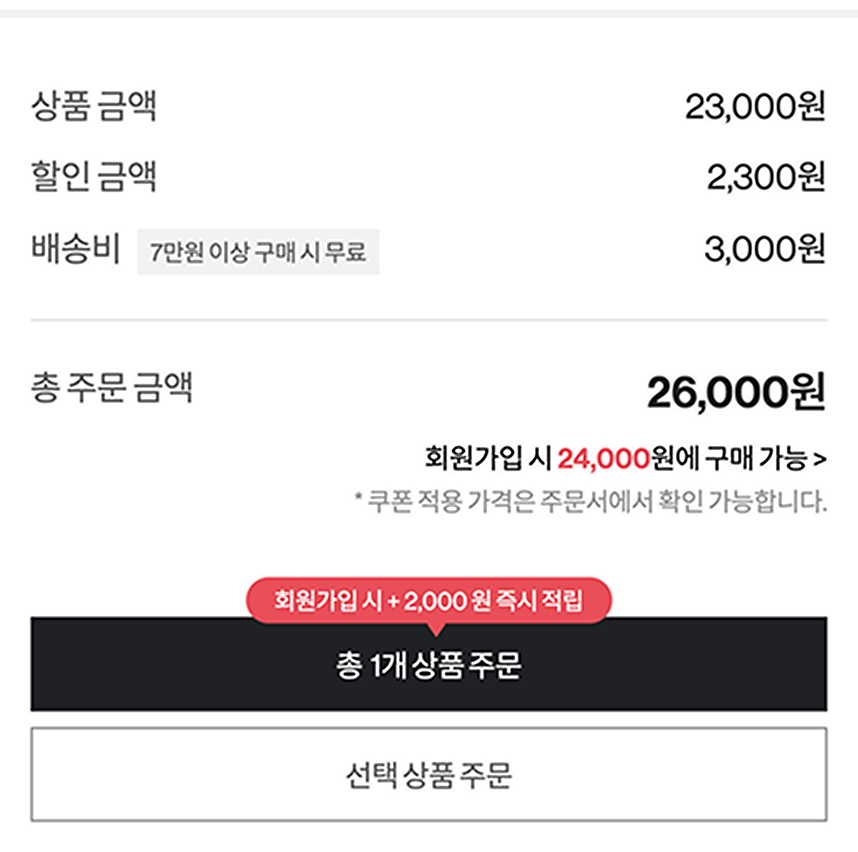 상품 금액 23,000원
할인 금액 2,300원
배송비 7만원 이상 구매 시 무료 3,000원
총 주문 금액 26,000원
회원가입 시 24,000원에 구매 가능 >
* 쿠폰 적용 가격은 주문서에서 확인 가능합니다.
회원가입 시 + 2,000 원 즉시 적립
총 1개 상품 주문
선택 상품 주문